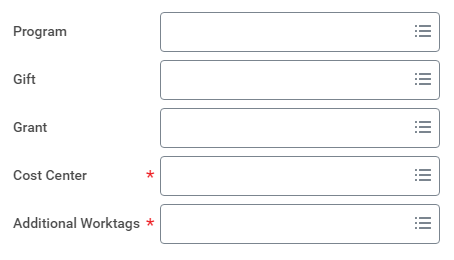 Program
Gift
Grant
Cost Center *
Additional Worktags *